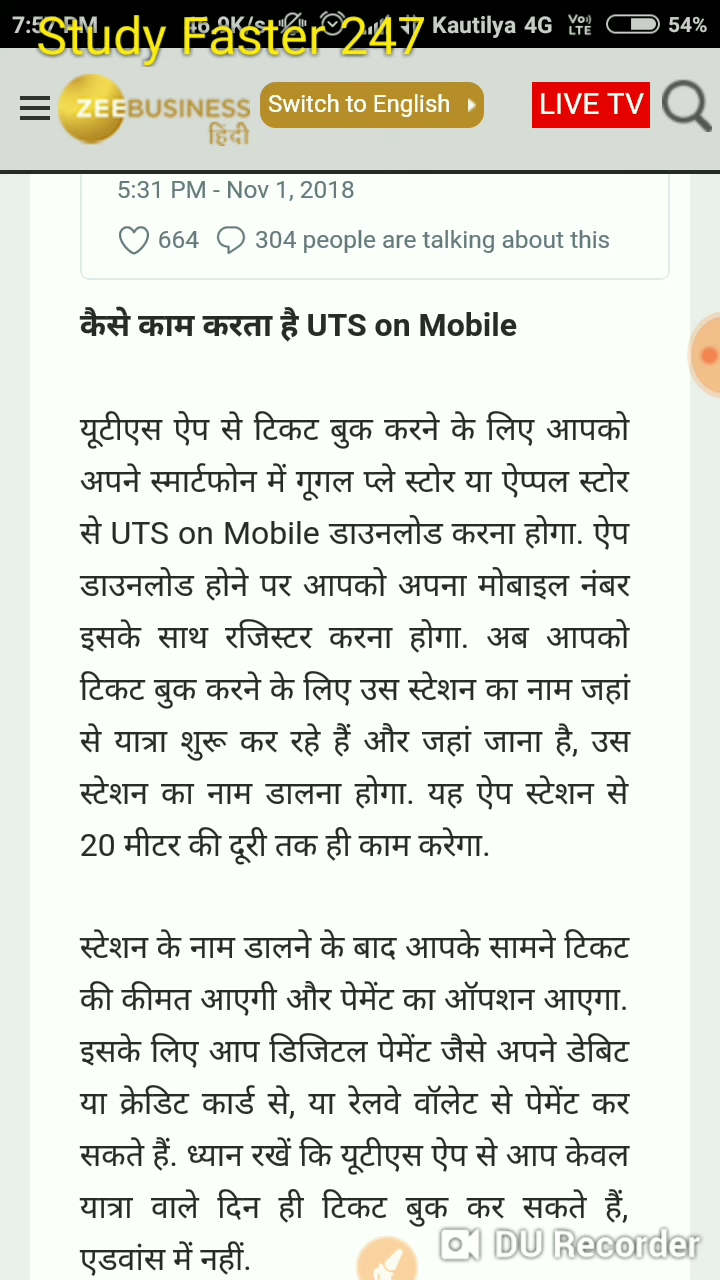 Study Faster 247
Kautilya 4G 54%
ZEEBUSINESS
हिंदी
Switch to English
LIVE TV
5:31 PM - Nov 1, 2018
664 304 people are talking about this
कैसे काम करता है UTS on Mobile
यूटीएस ऐप से टिकट बुक करने के लिए आपको
अपने स्मार्टफोन में गूगल प्ले स्टोर या ऐप्पल स्टोर
से UTS on Mobile डाउनलोड करना होगा. ऐप
डाउनलोड होने पर आपको अपना मोबाइल नंबर
इसके साथ रजिस्टर करना होगा. अब आपको
टिकट बुक करने के लिए उस स्टेशन का नाम जहां
से यात्रा शुरू कर रहे हैं और जहां जाना है, उस
स्टेशन का नाम डालना होगा. यह ऐप स्टेशन से
20 मीटर की दूरी तक ही काम करेगा.
स्टेशन के नाम डालने के बाद आपके सामने टिकट
की कीमत आएगी और पेमेंट का ऑपशन आएगा.
इसके लिए आप डिजिटल पेमेंट जैसे अपने डेबिट
या क्रेडिट कार्ड से, या रेलवे वॉलेट से पेमेंट कर
सकते हैं. ध्यान रखें कि यूटीएस ऐप से आप केवल
यात्रा वाले दिन ही टिकट बुक कर सकते हैं,
एडवांस में नहीं.
DU Recorder